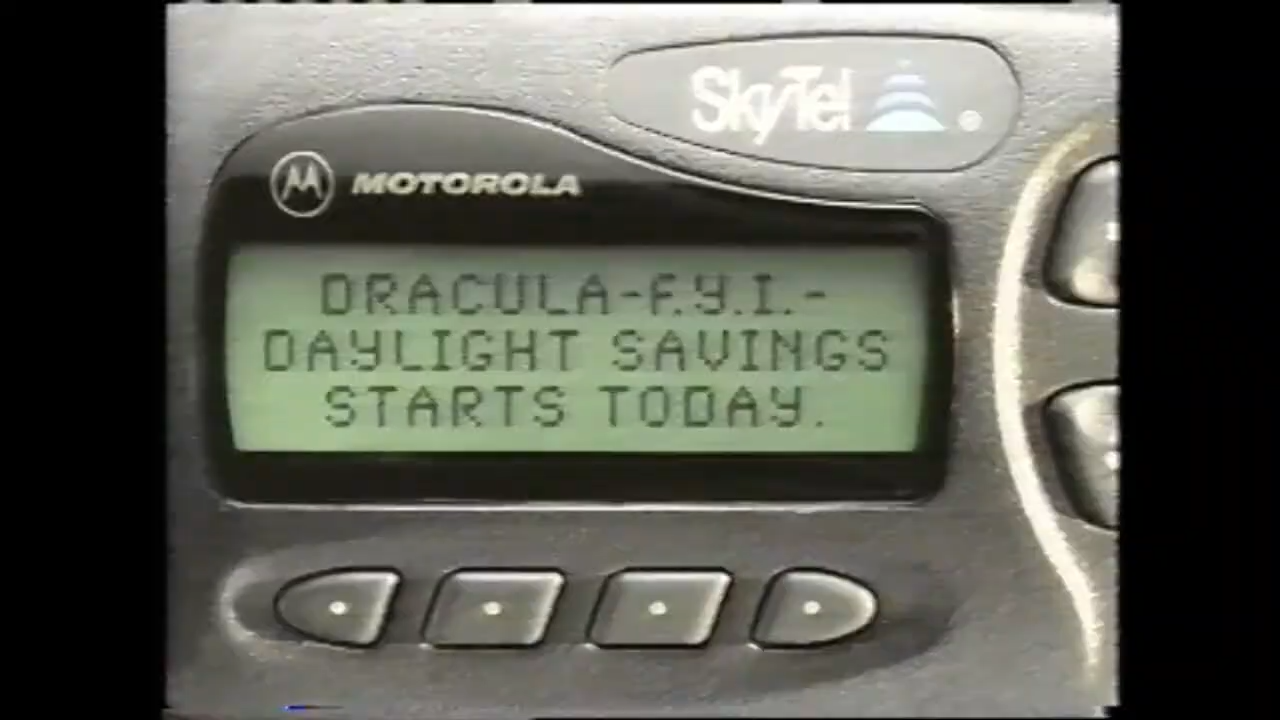 SkyTel
MOTOROLA
DRACULA-F.Y.I.-
DAYLIGHT SAVINGS
STARTS TODAY.